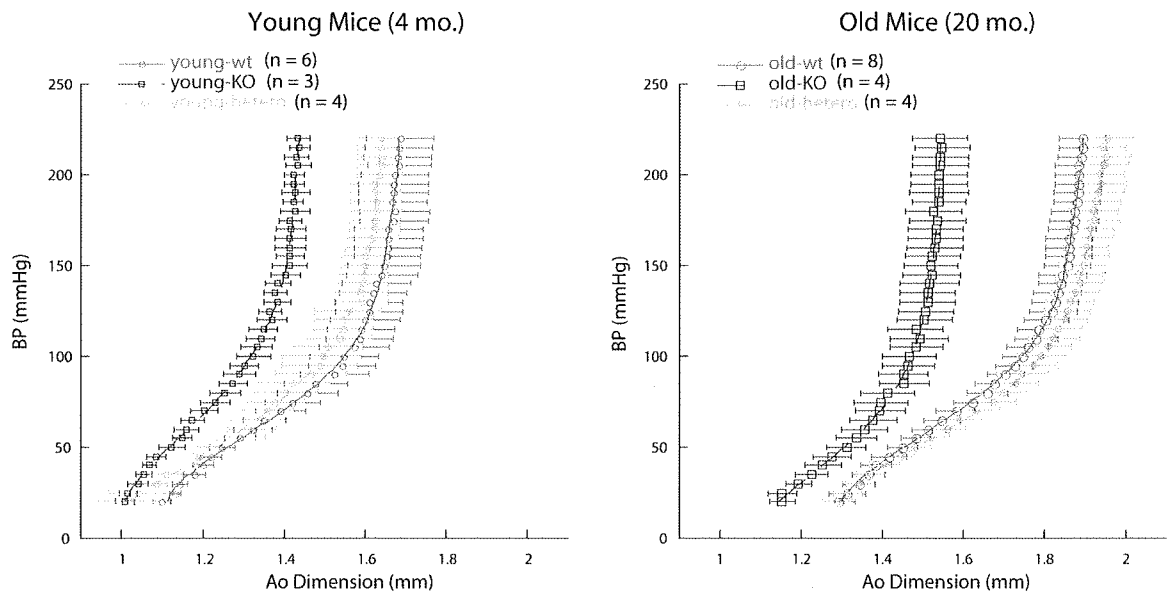 Young Mice (4 mo.)
young-wt (n = 6)
young-KO (n = 3)
young-hetero (n = 4)
250
200
150
100
50
0
BP (mmHg)
1 1.2 1.4 1.6 1.8 2
Ao Dimension (mm)
Old Mice (20 mo.)
old-wt (n = 8)
old-KO (n = 4)
old-hetero (n = 4)
250
200
150
100
50
0
BP (mmHg)
1 1.2 1.4 1.6 1.8 2
Ao Dimension (mm)